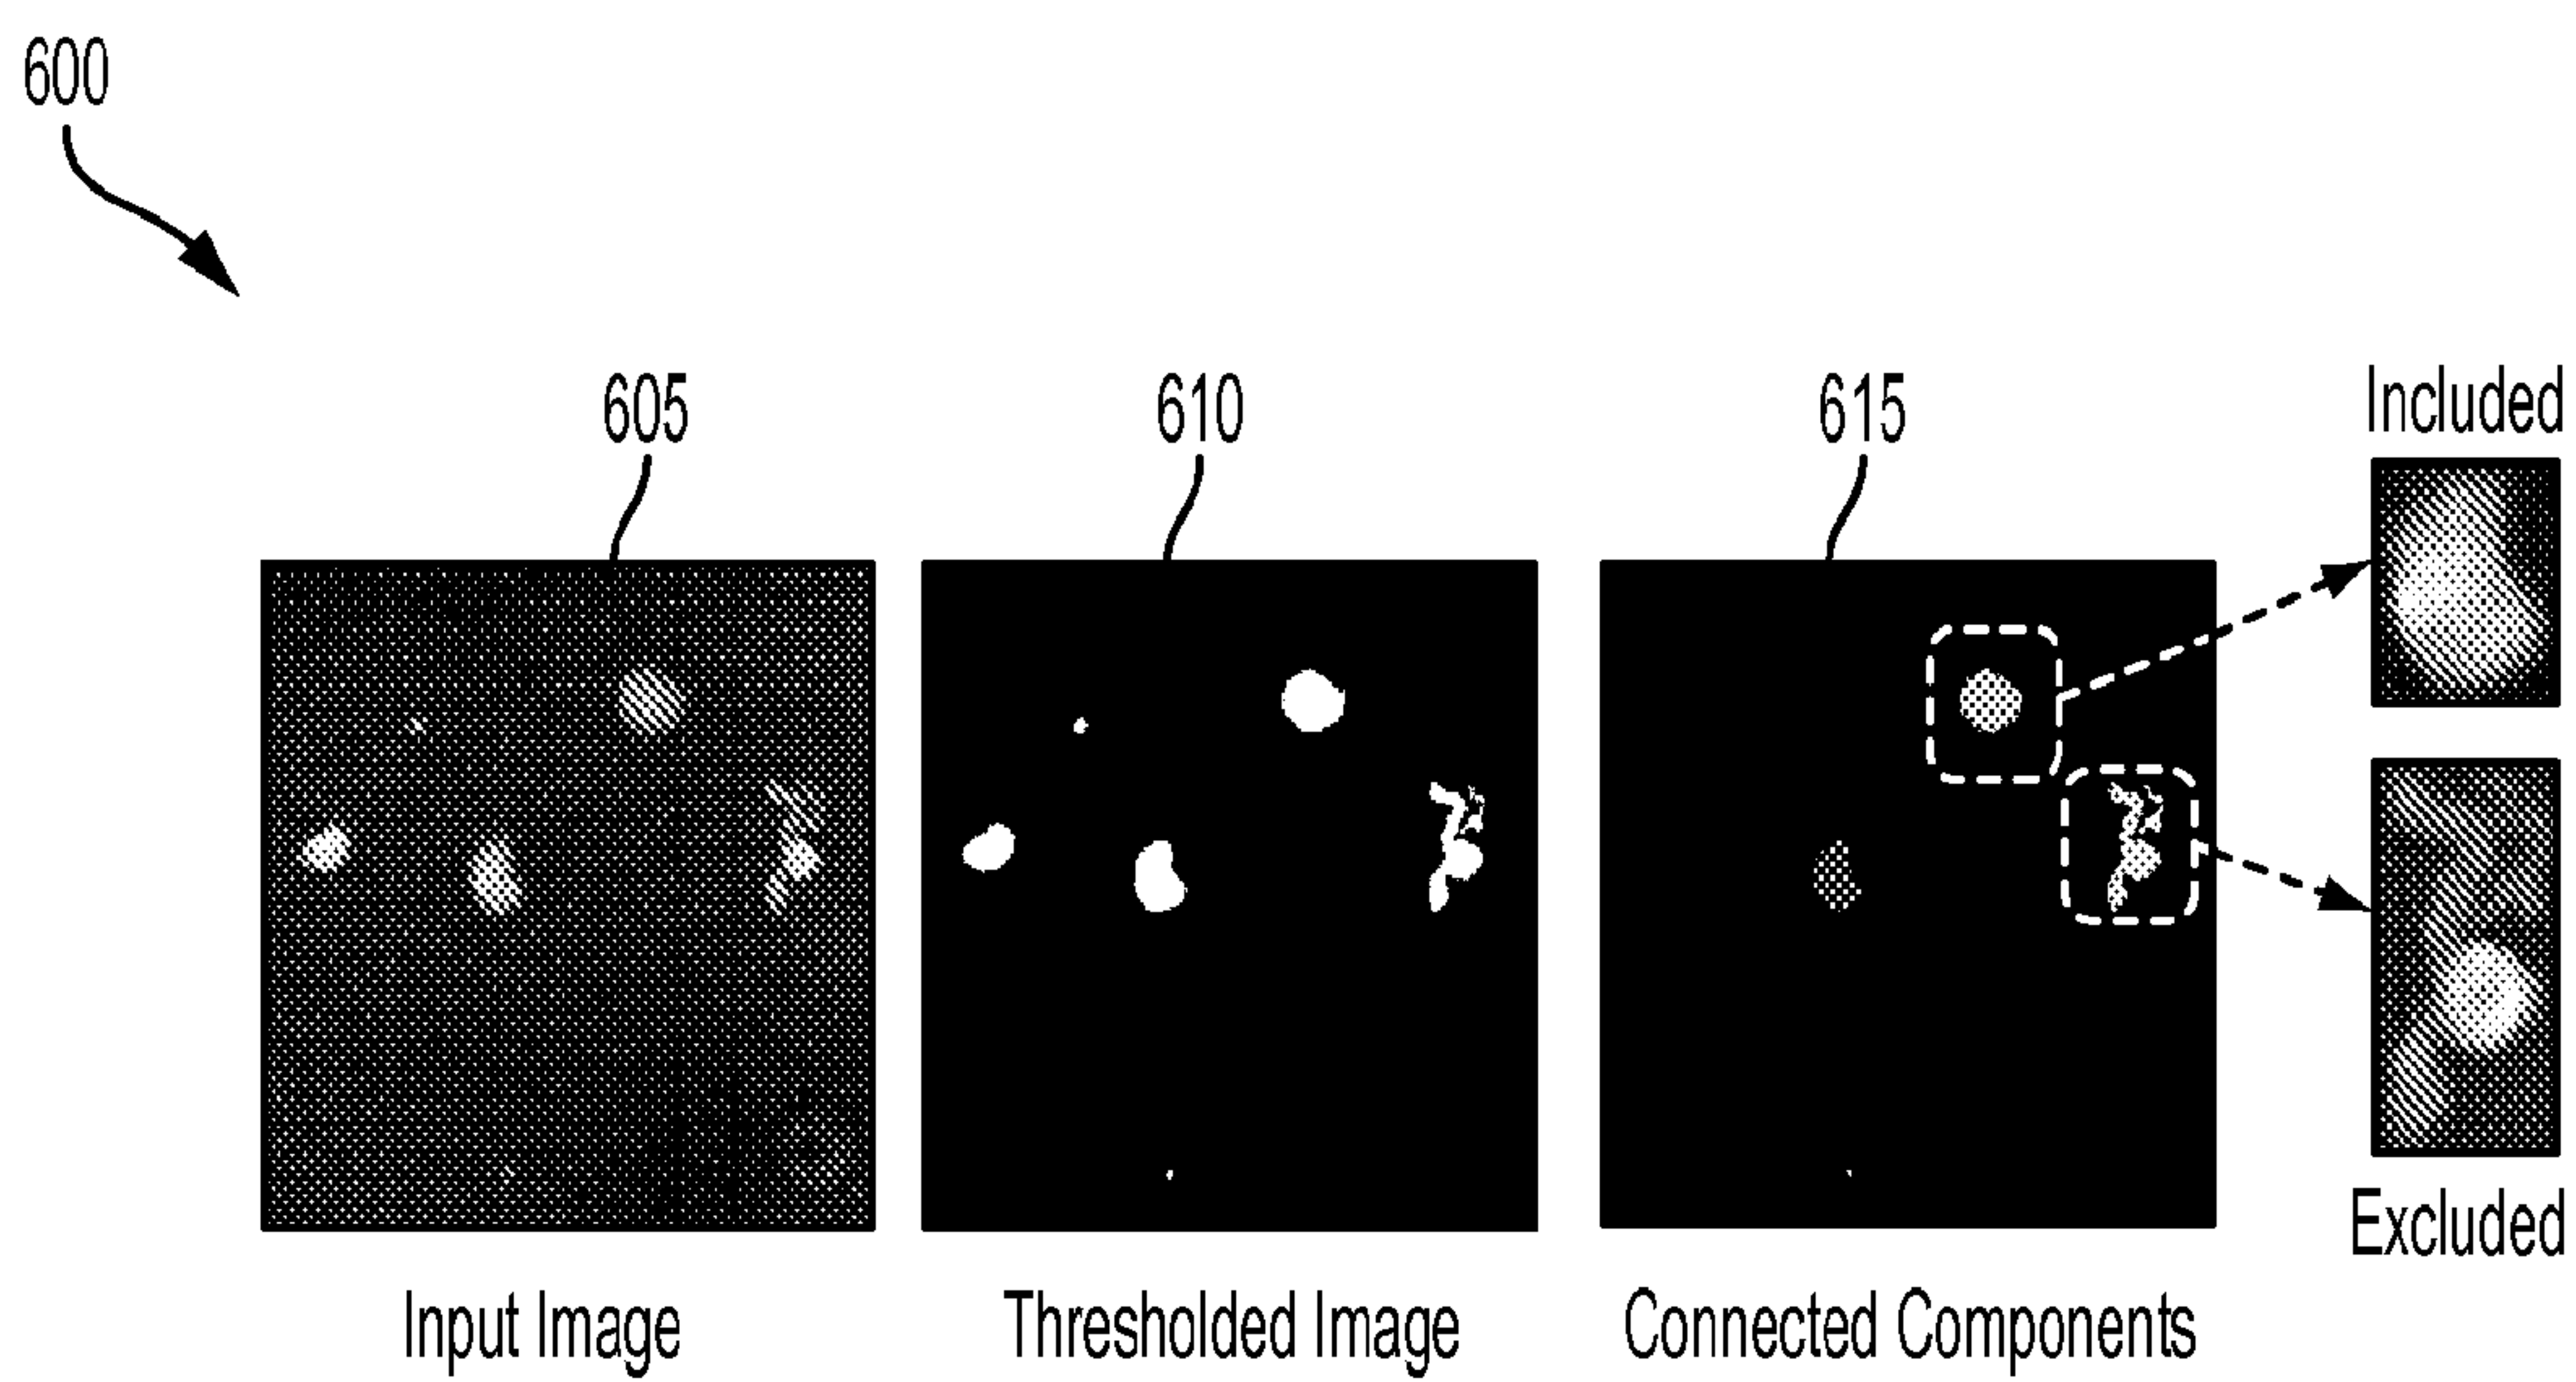 600
605
610
615
Included
Excluded
Input Image
Thresholded Image
Connected Components